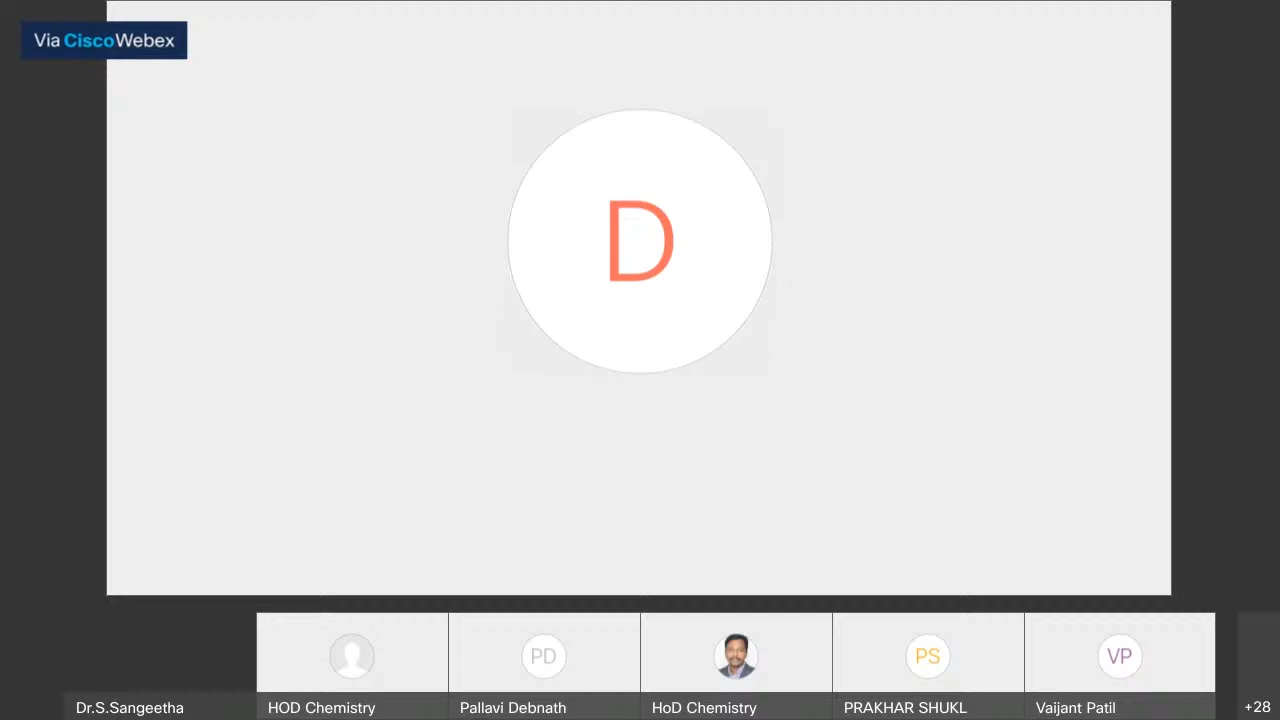 Via CiscoWebex
D
PD
PS
VP
Dr.S.Sangeetha
HOD Chemistry
Pallavi Debnath
HoD Chemistry
PRAKHAR SHUKL
Vaijant Patil
+28